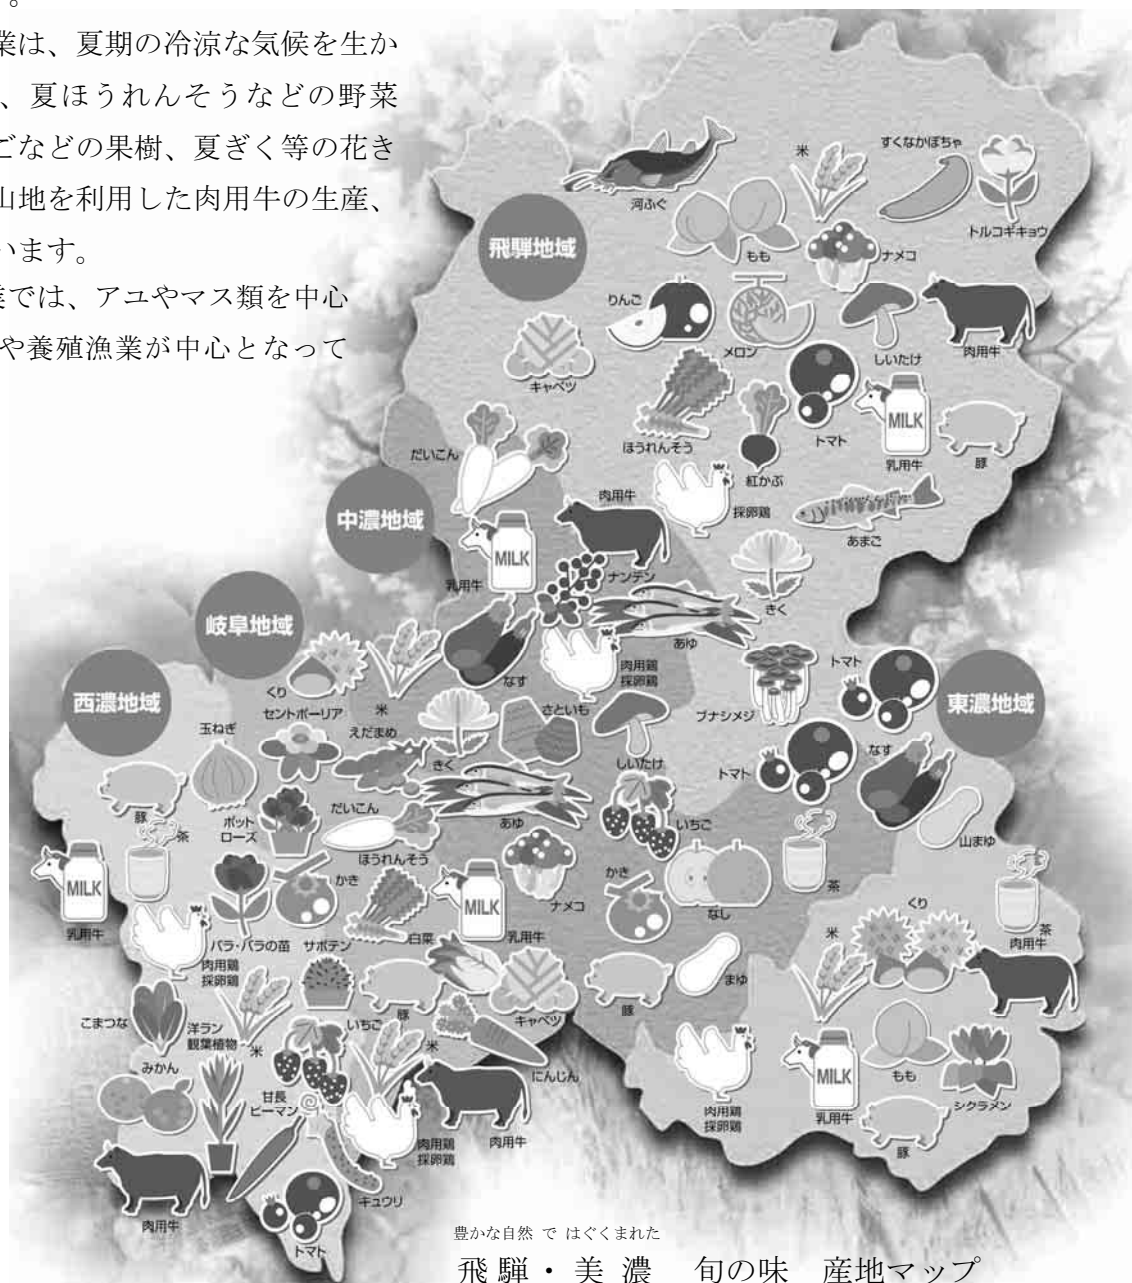 。
業は、夏期の冷涼な気候を生か
、夏ほうれんそうなどの野菜
ごなどの果樹、夏ぎく等の花き
山地を利用した肉用牛の生産、
います。
業では、アユやマス類を中心
や養殖漁業が中心となって
飛騨地域
河ふぐ
もも
米
すくなかぼちゃ
トルコギキョウ
ナメコ
りんご
メロン
しいたけ
肉用牛
キャベツ
ほうれんそう
紅かぶ
トマト
MILK
乳用牛
豚
採卵鶏
あまご
きく
中濃地域
だいこん
MILK
乳用牛
肉用牛
ナンテン
あゆ
なす
肉用鶏
採卵鶏
さといも
しいたけ
ブナシメジ
トマト
いちご
なし
かき
茶
まゆ
豚
岐阜地域
くり
米
セントポーリア
えだまめ
きく
あゆ
だいこん
ほうれんそう
かき
ナメコ
MILK
乳用牛
白菜
キャベツ
豚
いちご
米
にんじん
肉用鶏
採卵鶏
肉用牛
西濃地域
玉ねぎ
豚
茶
ポット
ローズ
MILK
乳用牛
バラ・バラの苗
サボテン
肉用鶏
採卵鶏
こまつな
洋ラン
観葉植物
米
みかん
甘長
ピーマン
キュウリ
肉用牛
トマト
東濃地域
トマト
なす
山まゆ
茶
くり
米
肉用牛
もも
シクラメン
MILK
乳用牛
肉用鶏
採卵鶏
豚
豊かな自然 で はぐくまれた
飛騨・美濃 旬の味 産地マップ